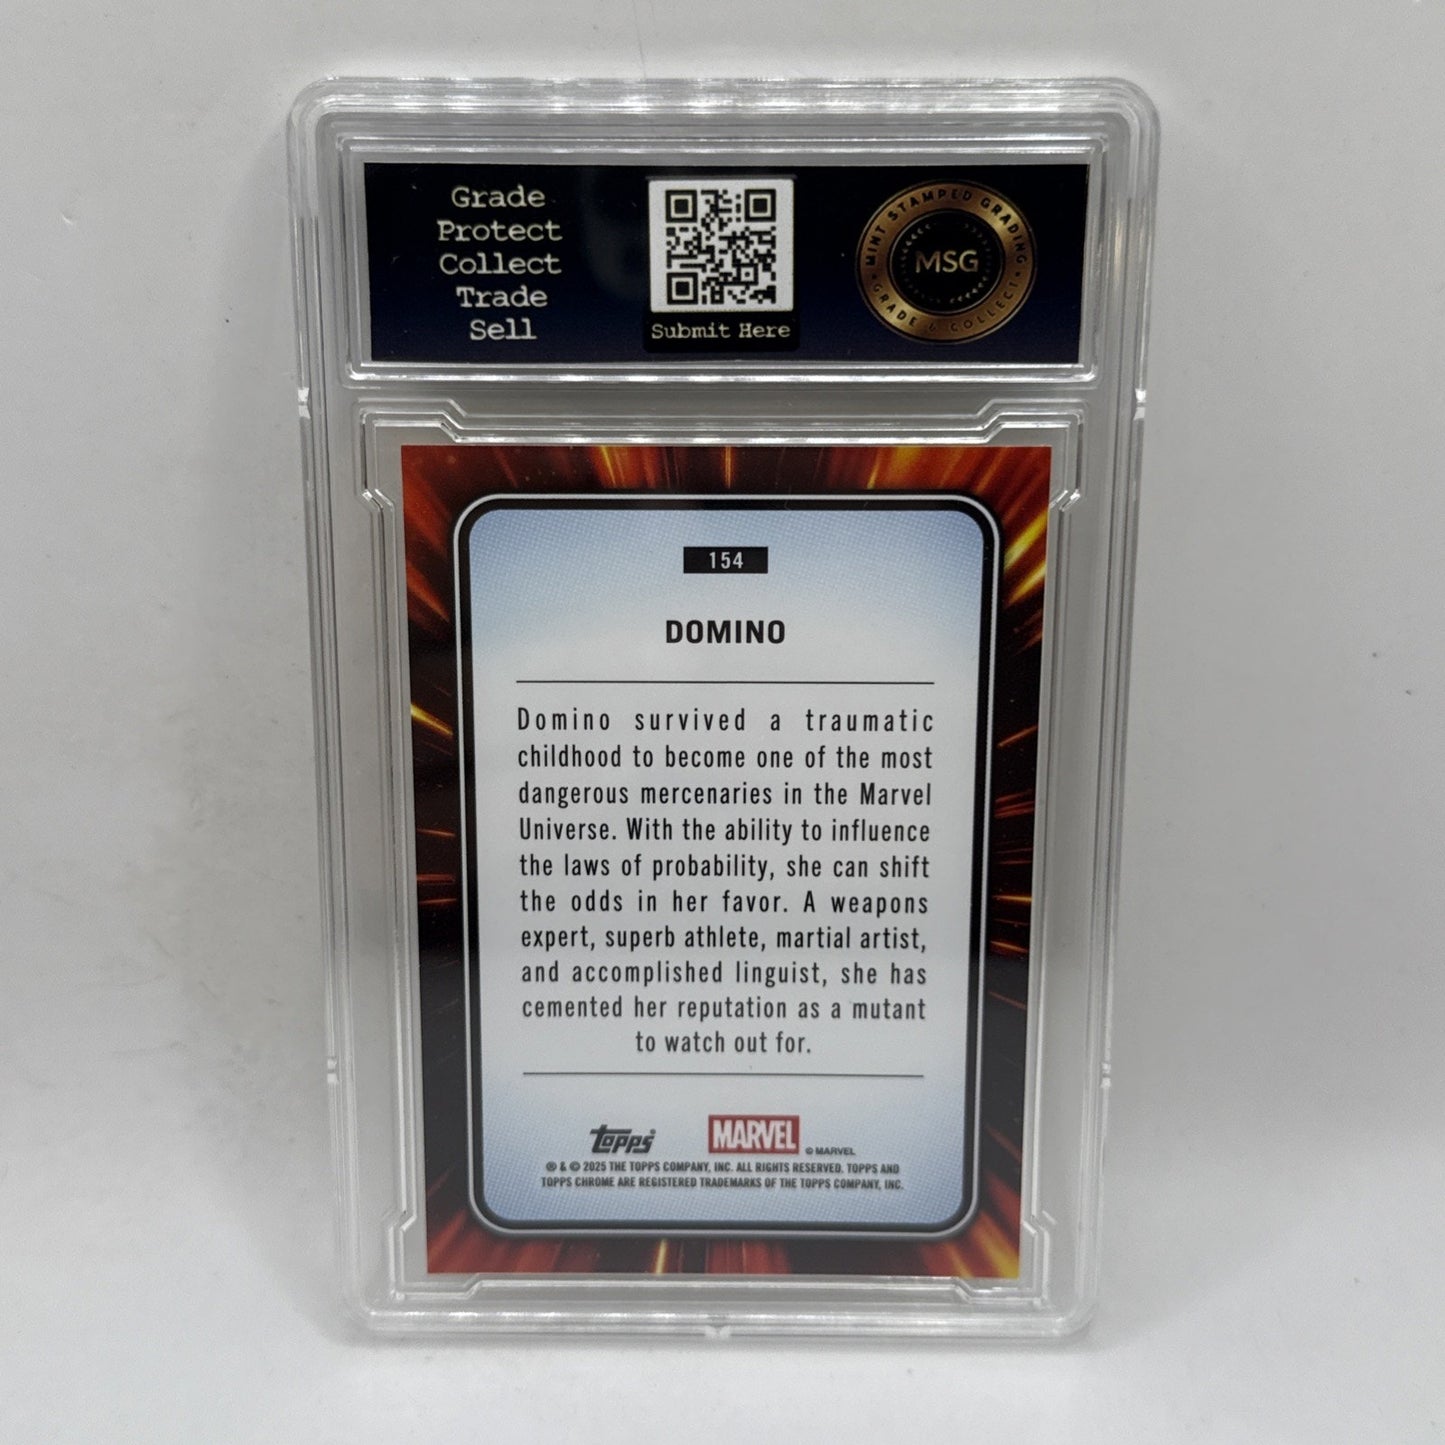 Grade
Protect
Collect
Trade
Sell
Submit Here
MINT STAMPED GRADING
MSG
GRADE & COLLECT
154
DOMINO
Domino survived a traumatic
childhood to become one of the most
dangerous mercenaries in the Marvel
Universe. With the ability to influence
the laws of probability, she can shift
the odds in her favor. A weapons
expert, superb athlete, martial artist,
and accomplished linguist, she has
cemented her reputation as a mutant
to watch out for.
Topps
MARVEL
© MARVEL
® & © 2025 THE TOPPS COMPANY, INC. ALL RIGHTS RESERVED. TOPPS AND
TOPPS CHROME ARE REGISTERED TRADEMARKS OF THE TOPPS COMPANY, INC.